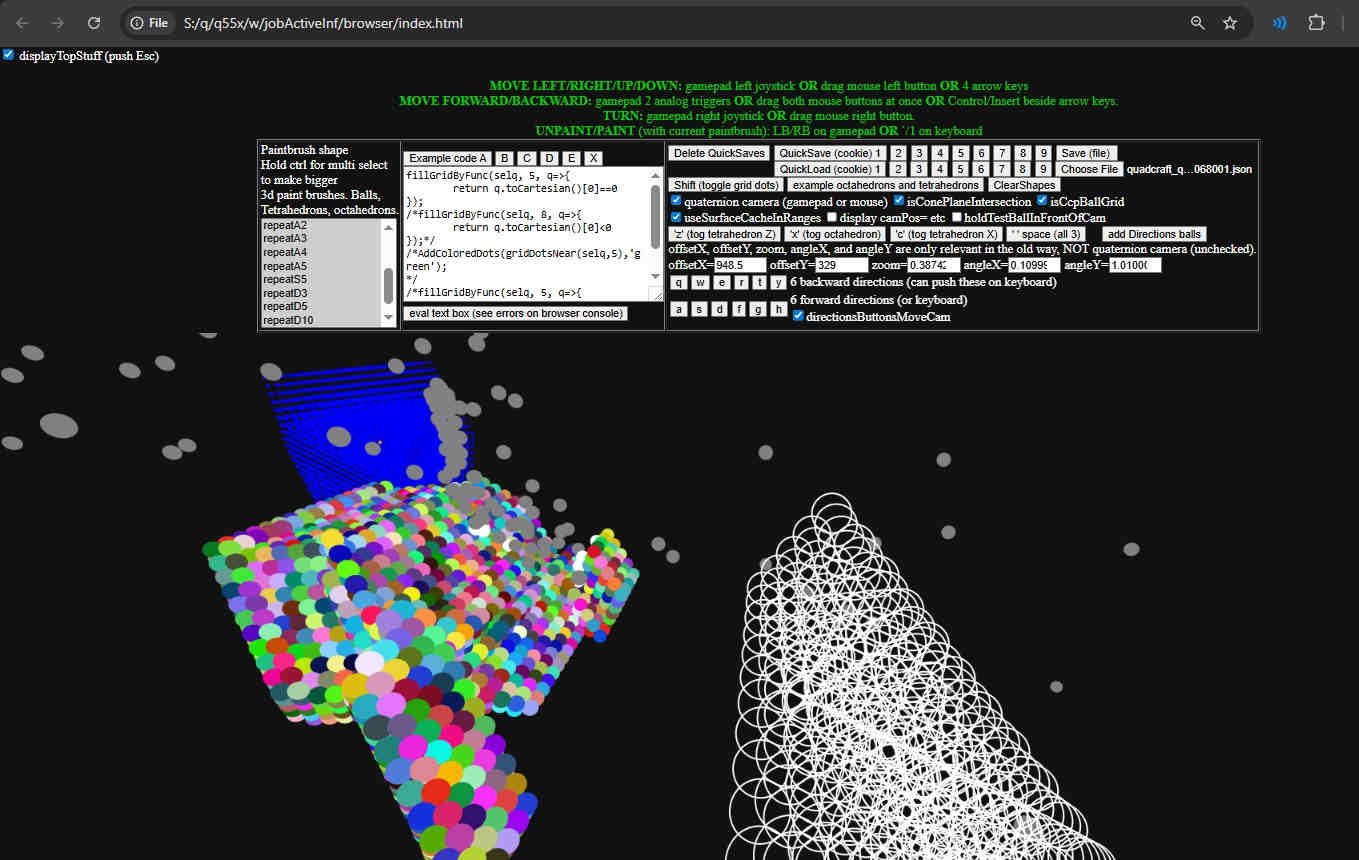 File
S:/q/q55x/w/jobActiveInf/browser/index.html
displayTopStuff (push Esc)
MOVE LEFT/RIGHT/UP/DOWN: gamepad left joystick OR drag mouse left button OR 4 arrow keys
MOVE FORWARD/BACKWARD: gamepad 2 analog triggers OR drag both mouse buttons at once OR Control/Insert beside arrow keys.
TURN: gamepad right joystick OR drag mouse right button.
UNPAINT/PAINT (with current paintbrush): LB/RB on gamepad OR `/1 on keyboard
Paintbrush shape
Hold ctrl for multi select
to make bigger
3d paint brushes. Balls,
Tetrahedrons, octahedrons.
repeatA2
repeatA3
repeatA4
repeatA5
repeatS5
repeatD3
repeatD5
repeatD10
Example code A B C D E X
fillGridByFunc(selq, 5, q=>{
return q.toCartesian()[0]==0
});
/*fillGridByFunc(selq, 8, q=>{
return q.toCartesian()[0]<0
});*/
/*AddColoredDots(gridDotsNear(selq,5),'g
reen');
*/
/*fillGridByFunc(selq, 5, q=>{
eval text box (see errors on browser console)
Delete QuickSaves QuickSave (cookie) 1 2 3 4 5 6 7 8 9 Save (file)
QuickLoad (cookie) 1 2 3 4 5 6 7 8 9 Choose File quadcraft_q...068001.json
Shift (toggle grid dots) example octahedrons and tetrahedrons ClearShapes
quaternion camera (gamepad or mouse) isConePlaneIntersection isCcpBallGrid
useSurfaceCacheInRanges display camPos= etc holdTestBallInFrontOfCam
'z' (tog tetrahedron Z) 'x' (tog octahedron) 'c' (tog tetrahedron X) ' ' space (all 3) add Directions balls
offsetX, offsetY, zoom, angleX, and angleY are only relevant in the old way, NOT quaternion camera (unchecked).
offsetX=948.5 offsetY=329 zoom=0.3874 angleX=0.1099 angleY=1.0100
q w e r t y 6 backward directions (can push these on keyboard)
a s d f g h 6 forward directions (or keyboard)
directionsButtonsMoveCam